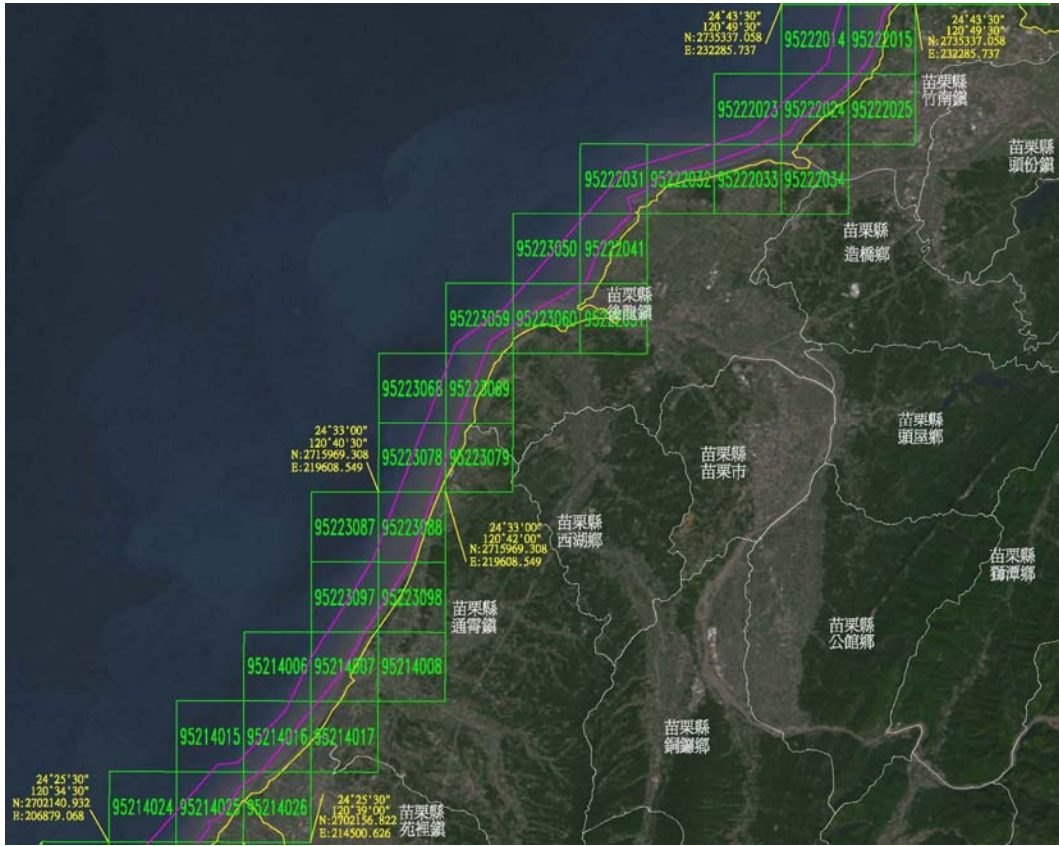 24°43'30"
120°49'30"
N:2735337.058
E:232285.737
24°43'30"
120°49'30"
N:2735337.058
E:232285.737
95222014
95222015
苗栗縣
竹南鎮
95222023
95222024
95222025
苗栗縣
頭份鎮
95222031
95222032
95222033
95222034
苗栗縣
造橋鄉
95223050
95222041
苗栗縣
後龍鎮
95223059
95223060
95222051
95223068
95223069
苗栗縣
頭屋鄉
24°33'00"
120°40'30"
N:2715969.308
E:219608.549
95223078
95223079
苗栗縣
苗栗市
95223087
95223088
24°33'00"
120°42'00"
N:2715969.308
E:219608.549
苗栗縣
西湖鄉
苗栗縣
獅潭鄉
95223097
95223098
苗栗縣
通霄鎮
苗栗縣
公館鄉
95214006
95214007
95214008
95214015
95214016
95214017
苗栗縣
銅鑼鄉
24°25'30"
120°34'30"
N:2702140.932
E:206879.068
95214024
95214025
95214026
24°25'30"
120°39'00"
N:2702156.822
E:214500.626
苗栗縣
苑裡鎮